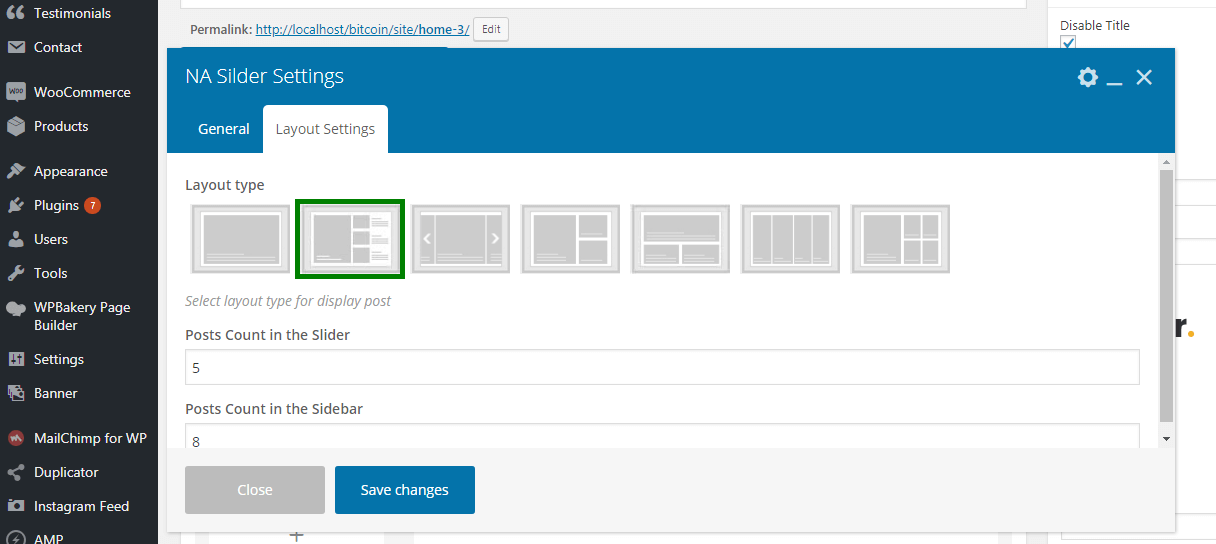 Testimonials
Contact
WooCommerce
Products
Appearance
Plugins 7
Users
Tools
WPBakery Page
Builder
Settings
Banner
MailChimp for WP
Duplicator
Instagram Feed
AMP
Permalink: http://localhost/bitcoin/site/home-3/ Edit
Disable Title
NA Silder Settings
General Layout Settings
Layout type
Select layout type for display post
Posts Count in the Slider
5
Posts Count in the Sidebar
8
Close Save changes
r.